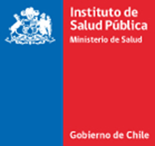 Instituto de
Salud Pública
Ministerio de Salud
Gobierno de Chile